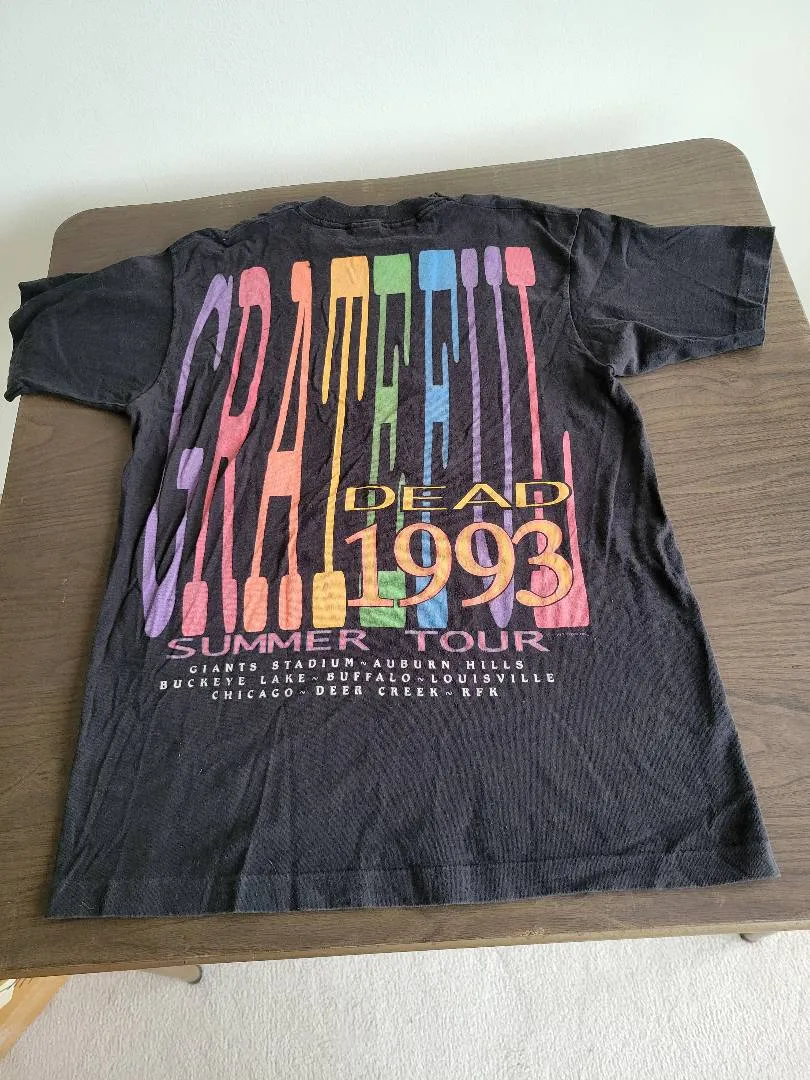 GRATEFUL
DEAD
1993
SUMMER TOUR
GIANTS STADIUM~AUBURN HILLS
BUCKEYE LAKE~BUFFALO~LOUISVILLE
CHICAGO~DEER CREEK~RFK